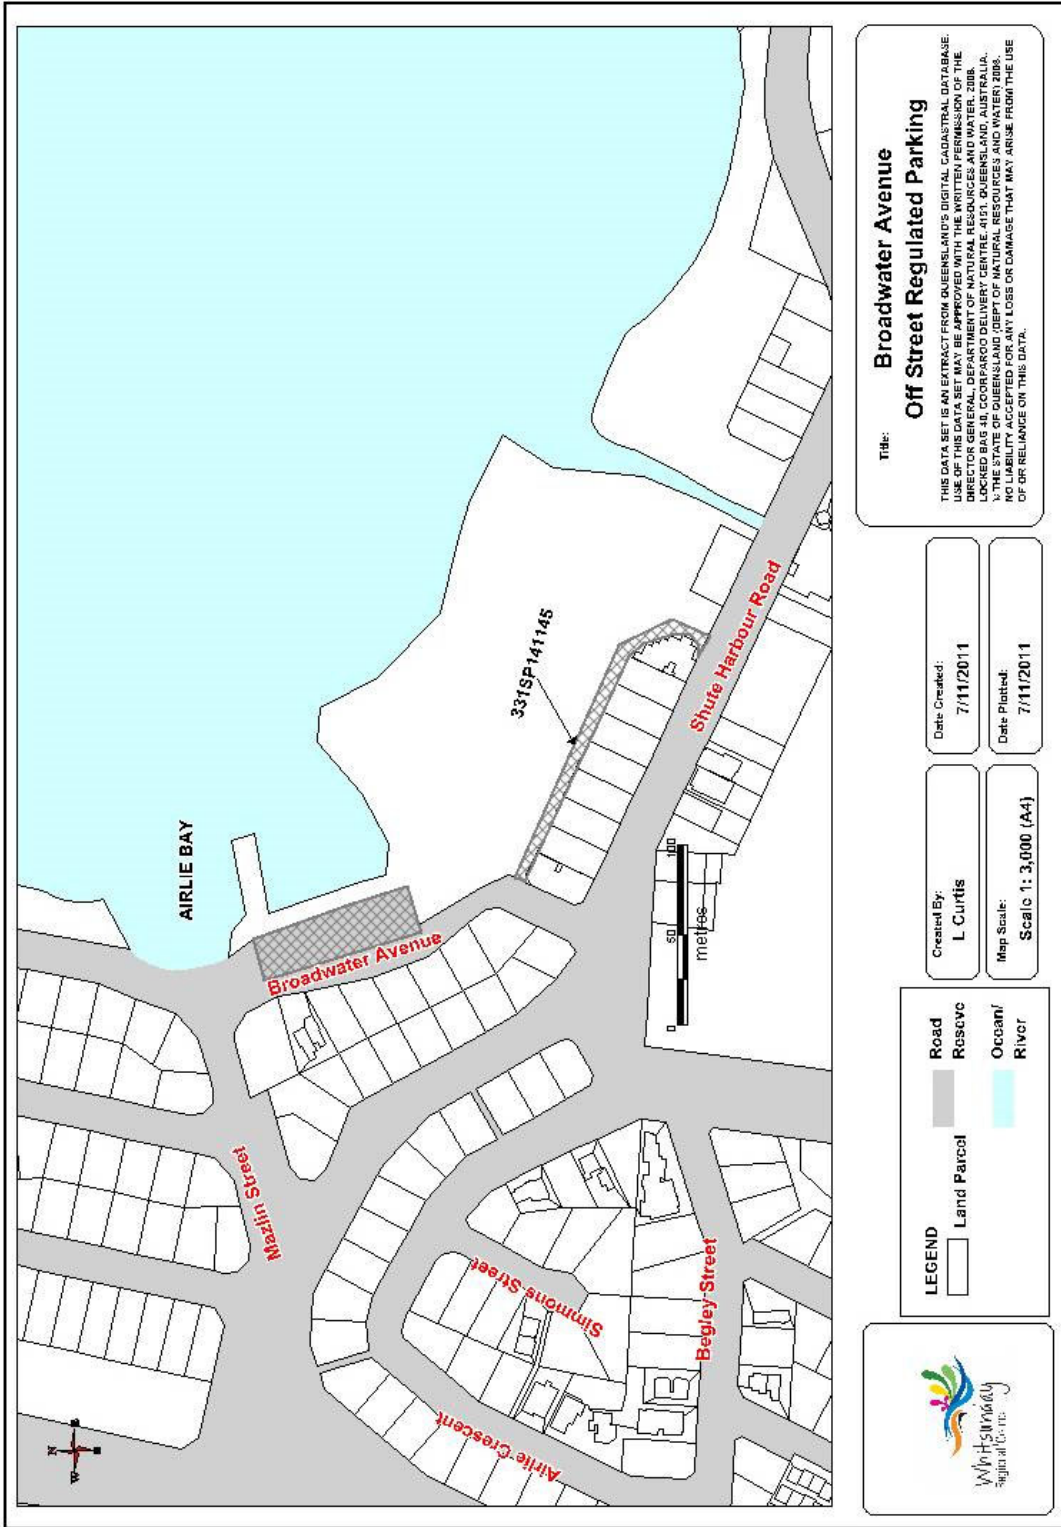 AIRLIE BAY
331SP141145
Broadwater Avenue
Mazlin Street
Shute Harbour Road
Simmons Street
Begley Street
Airlie Crescent
0 50 100
metres
N
W
Whitsunday
Regional Council
LEGEND
Land Parcel
Road
Reseve
Ocean/
River
Created By:
L Curtis
Map Scale:
Scale 1: 3,000 (A4)
Date Created:
7/11/2011
Date Plotted:
7/11/2011
Title: Broadwater Avenue
Off Street Regulated Parking
THIS DATA SET IS AN EXTRACT FROM QUEENSLAND'S DIGITAL CADASTRAL DATABASE.
USE OF THIS DATA SET MAY BE APPROVED WITH THE WRITTEN PERMISSION OF THE
DIRECTOR GENERAL, DEPARTMENT OF NATURAL RESOURCES AND WATER, 2008.
LOCKED BAG 40, COORPAROO DELIVERY CENTRE, 4151, QUEENSLAND, AUSTRALIA.
THE STATE OF QUEENSLAND (DEPT OF NATURAL RESOURCES AND WATER) 2008.
NO LIABILITY ACCEPTED FOR ANY LOSS OR DAMAGE THAT MAY ARISE FROM THE USE
OF OR RELIANCE ON THIS DATA.